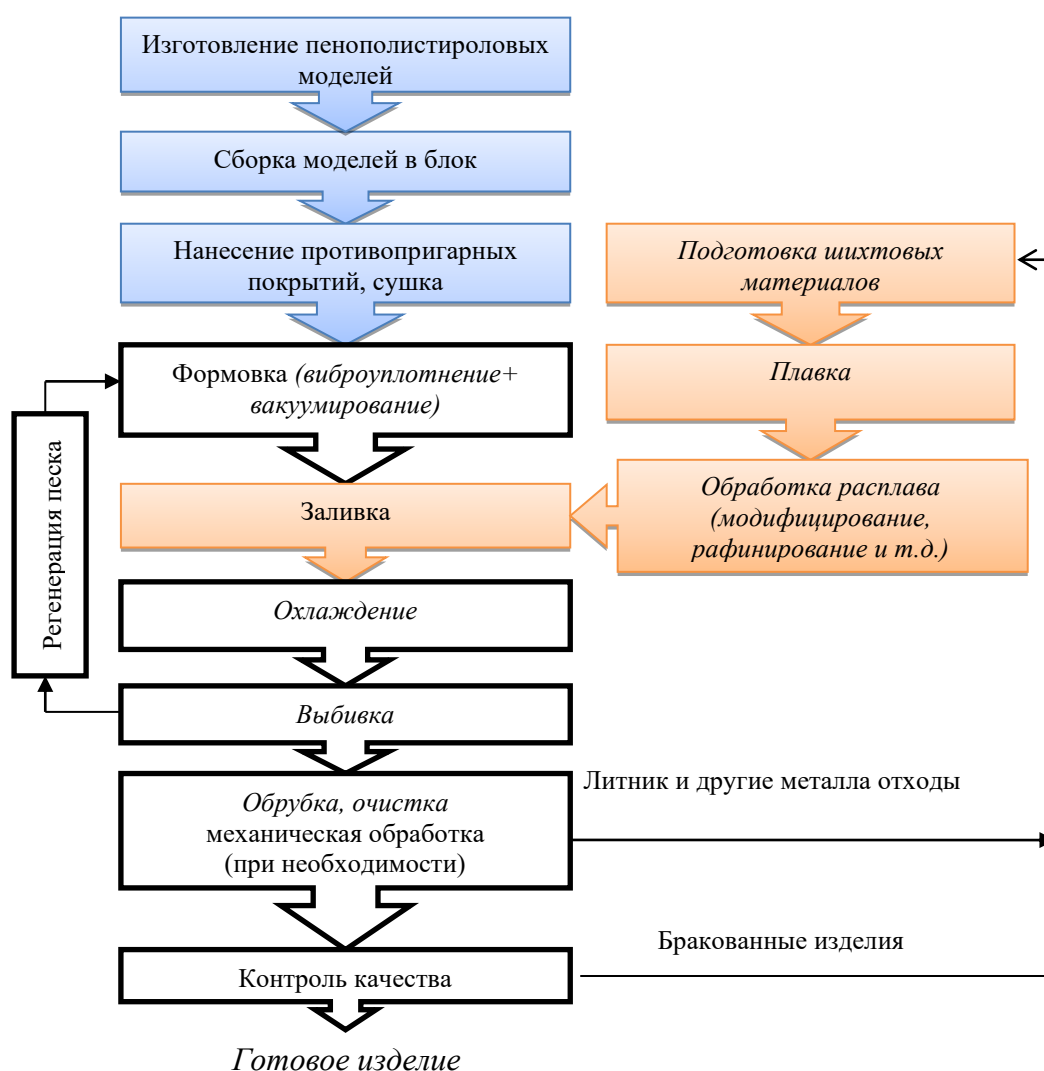 Изготовление пенополистироловых
моделей
Сборка моделей в блок
Нанесение противопригарных
покрытий, сушка
Подготовка шихтовых
материалов
Формовка (виброуплотнение+
вакуумирование)
Плавка
Регенерация песка
Заливка
Обработка расплава
(модифицирование,
рафинирование и т.д.)
Охлаждение
Выбивка
Обрубка, очистка
механическая обработка
(при необходимости)
Литник и другие металла отходы
Контроль качества
Бракованные изделия
Готовое изделие